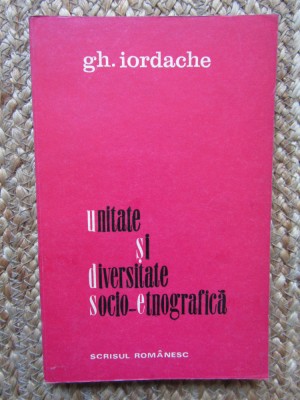 gh. iordache
unitate
și
diversitate
socio-etnografică
SCRISUL ROMÂNESC